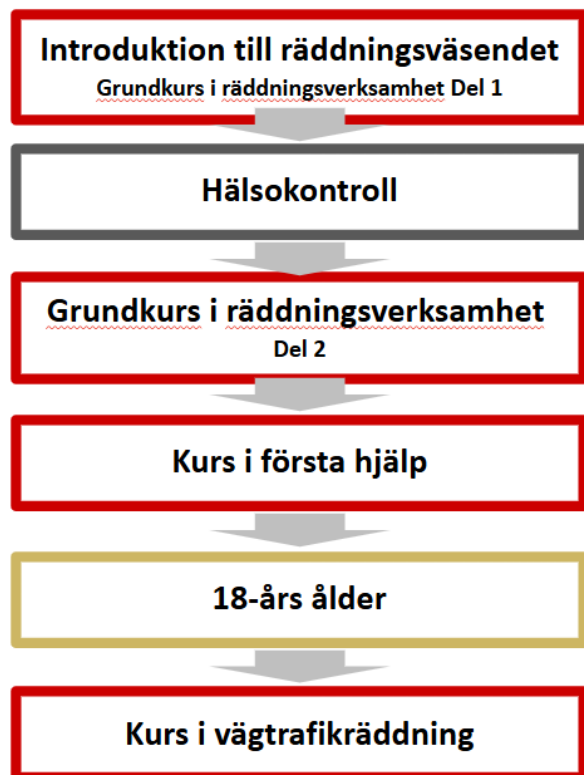 Introduktion till räddningsväsendet
Grundkurs i räddningsverksamhet Del 1
Hälsokontroll
Grundkurs i räddningsverksamhet
Del 2
Kurs i första hjälp
18-års ålder
Kurs i vägtrafikräddning